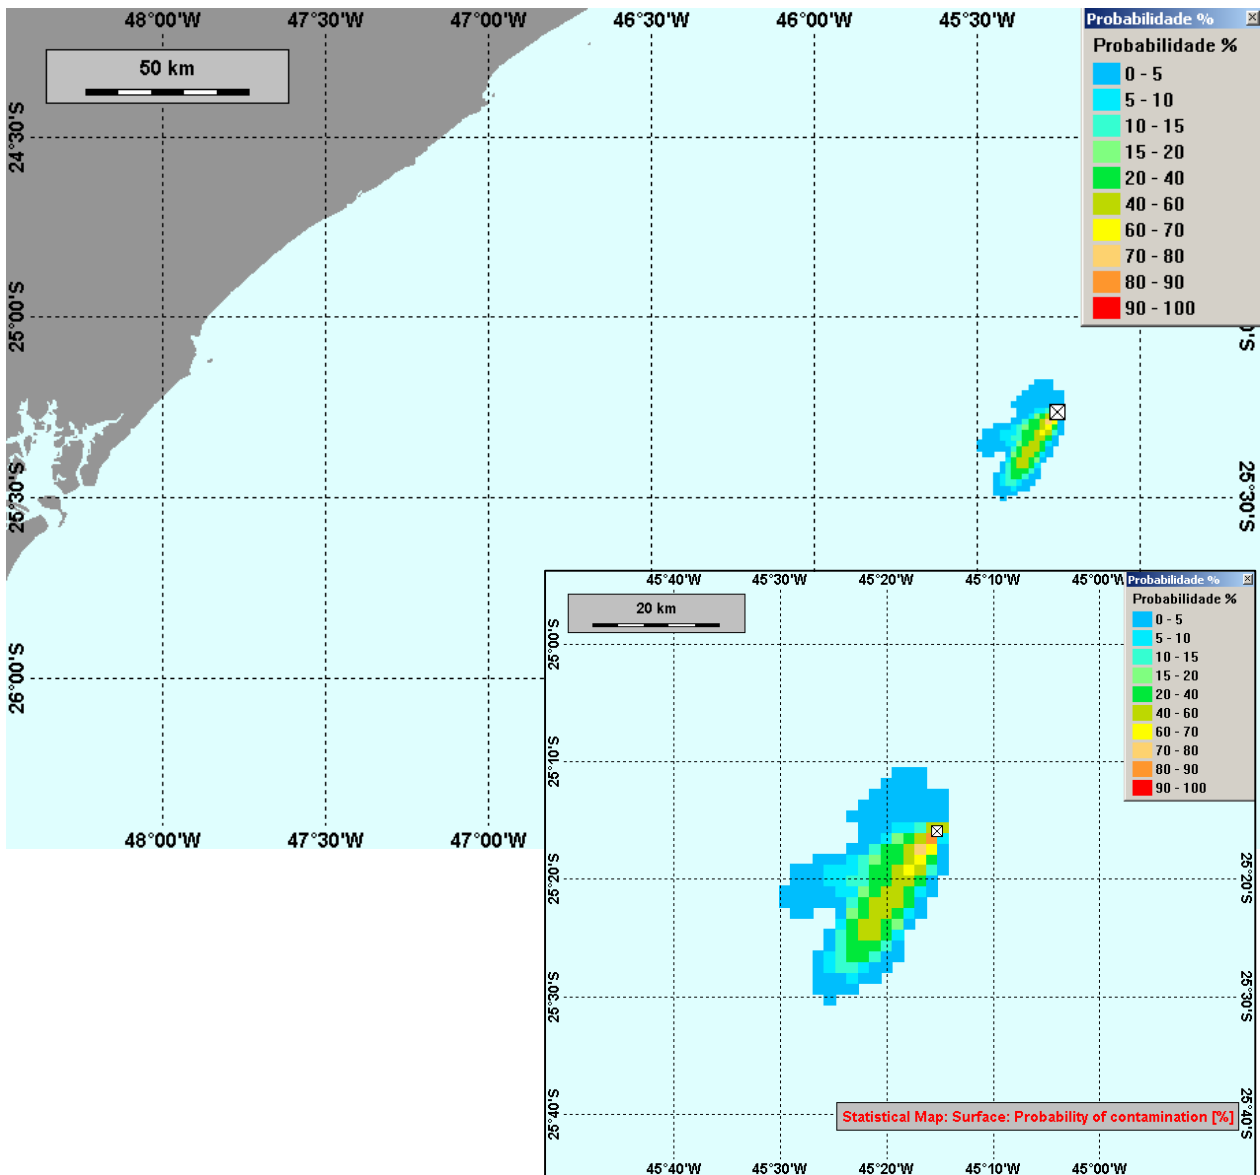 48°00'W 47°30'W 47°00'W 46°30'W 46°00'W 45°30'W
50 km
Probabilidade %
Probabilidade %
0 - 5
5 - 10
10 - 15
15 - 20
20 - 40
40 - 60
60 - 70
70 - 80
80 - 90
90 - 100
24°30'S
25°00'S
25°30'S
25°30'S
26°00'S
48°00'W 47°30'W 47°00'W
45°40'W 45°30'W 45°20'W 45°10'W 45°00'W
20 km
Probabilidade %
Probabilidade %
0 - 5
5 - 10
10 - 15
15 - 20
20 - 40
40 - 60
60 - 70
70 - 80
80 - 90
90 - 100
25°00'S
25°10'S
25°20'S
25°20'S
25°30'S
25°30'S
25°40'S
25°40'S
Statistical Map: Surface: Probability of contamination [%]
45°40'W 45°30'W 45°20'W 45°10'W 45°00'W